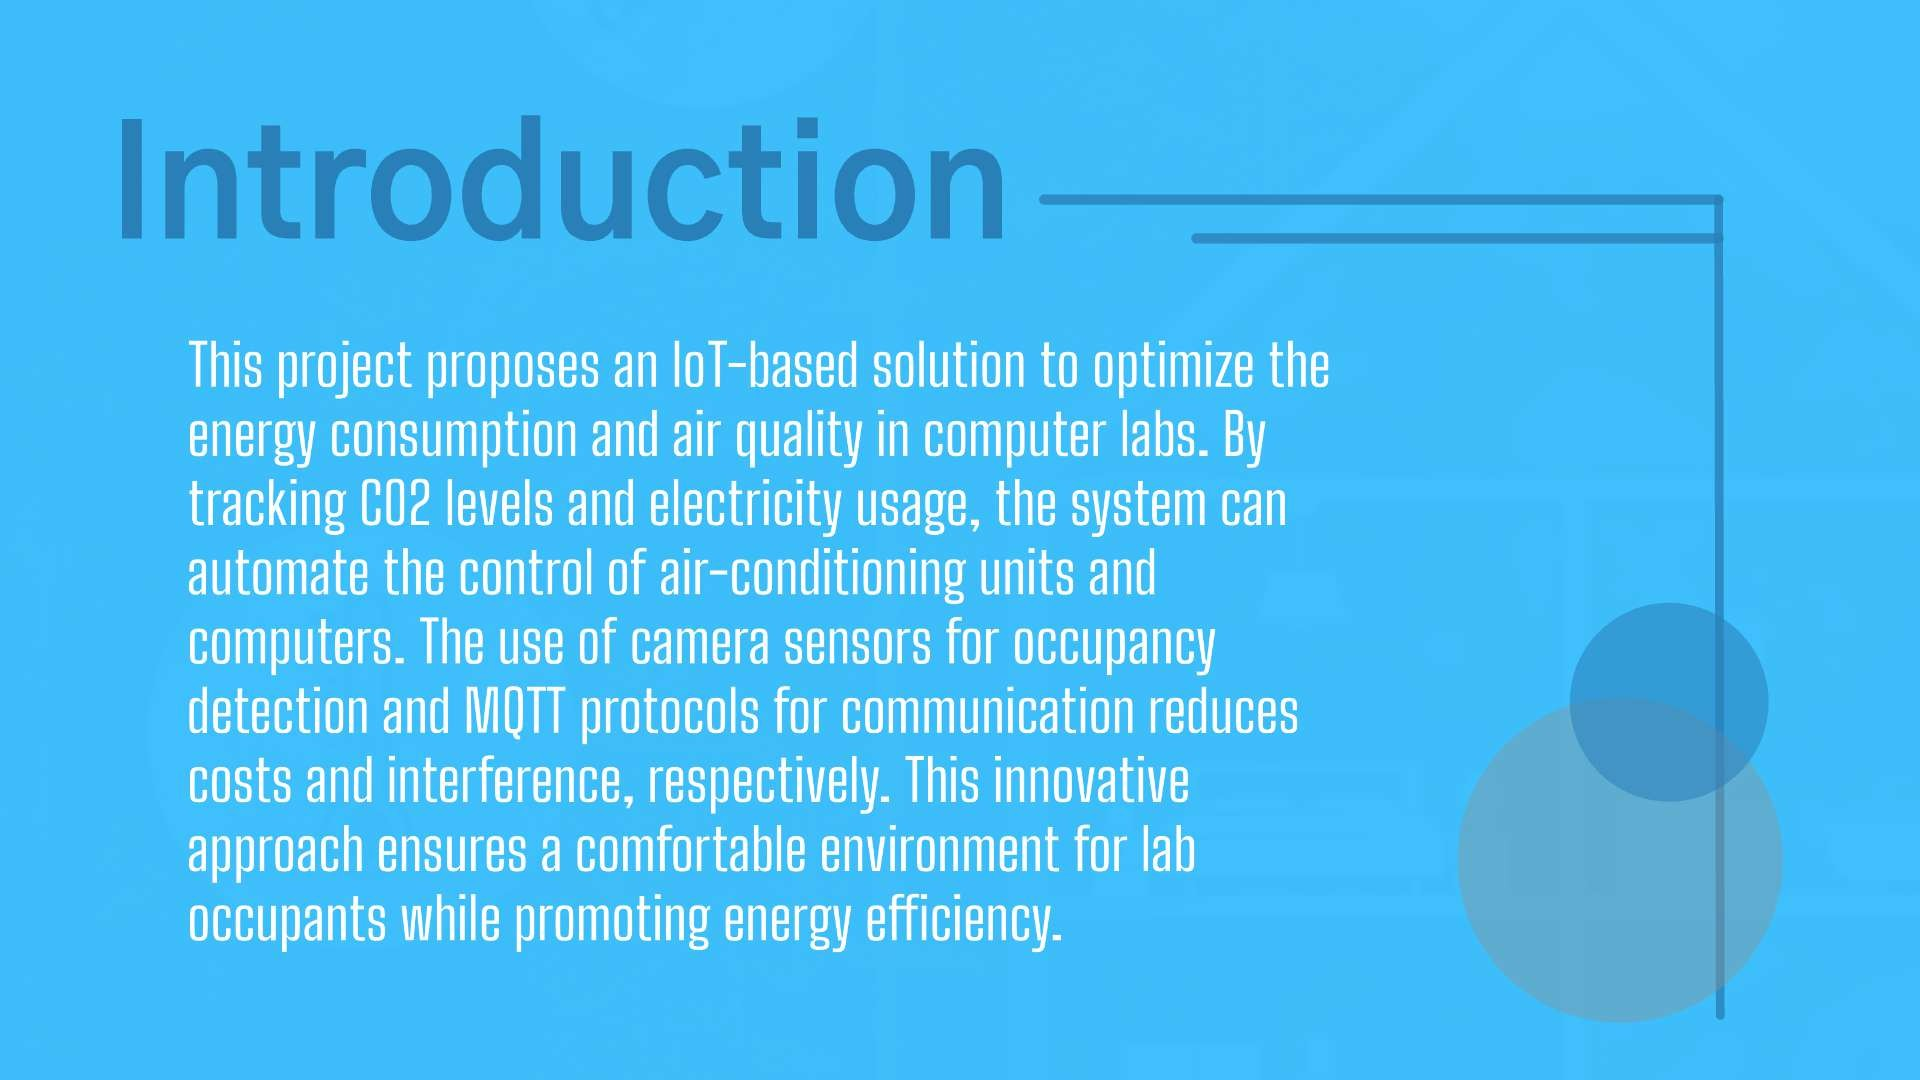 Introduction
This project proposes an IoT-based solution to optimize the
energy consumption and air quality in computer labs. By
tracking CO2 levels and electricity usage, the system can
automate the control of air-conditioning units and
computers. The use of camera sensors for occupancy
detection and MQTT protocols for communication reduces
costs and interference, respectively. This innovative
approach ensures a comfortable environment for lab
occupants while promoting energy efficiency.